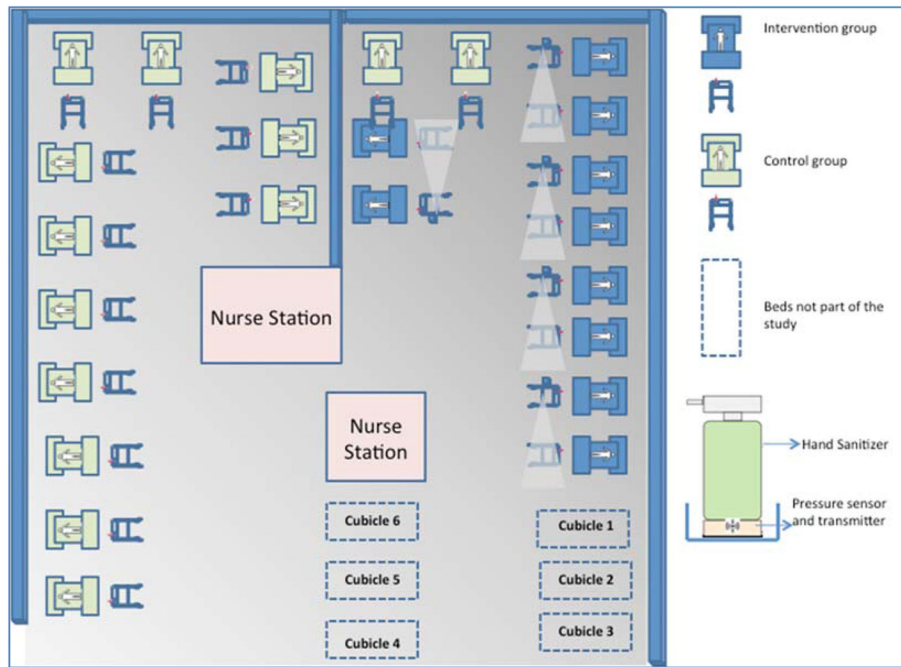 Intervention group
Control group
Nurse Station
Beds not part of the
study
Nurse
Station
Hand Sanitizer
Pressure sensor
and transmitter
Cubicle 6
Cubicle 1
Cubicle 5
Cubicle 2
Cubicle 4
Cubicle 3